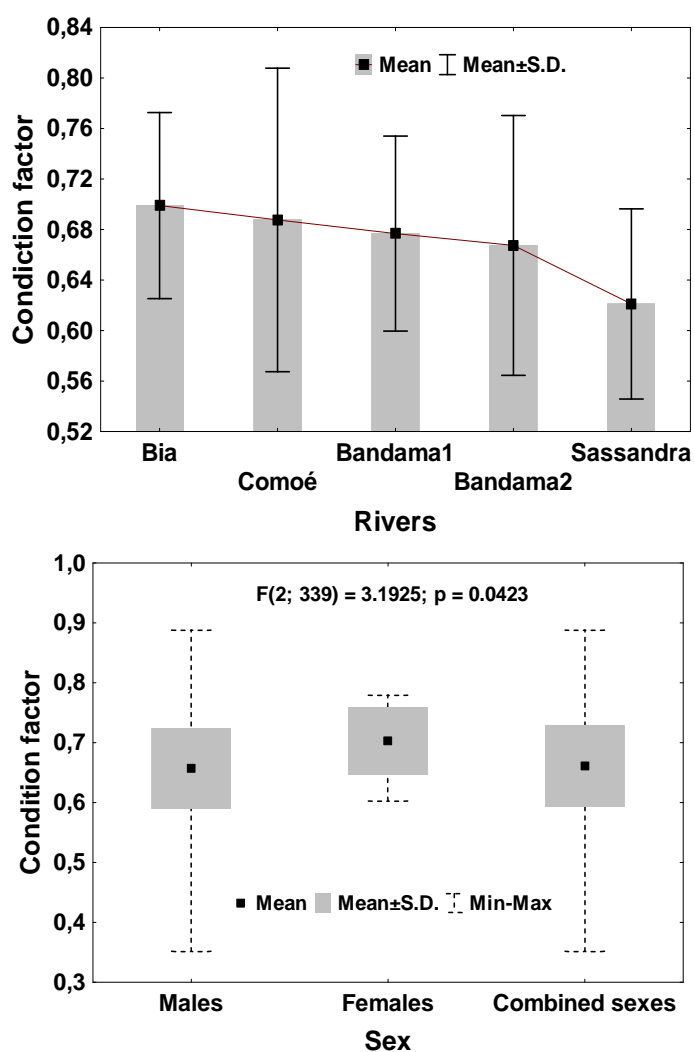 0,84
0,80
0,76
0,72
0,68
0,64
0,60
0,56
0,52
Condiction factor
Mean Mean±S.D.
Bia Bandama1 Sassandra
Comoé Bandama2
Rivers
1,0
0,9
0,8
0,7
0,6
0,5
0,4
0,3
Condition factor
F(2; 339) = 3.1925; p = 0.0423
Mean Mean±S.D. Min-Max
Males Females Combined sexes
Sex